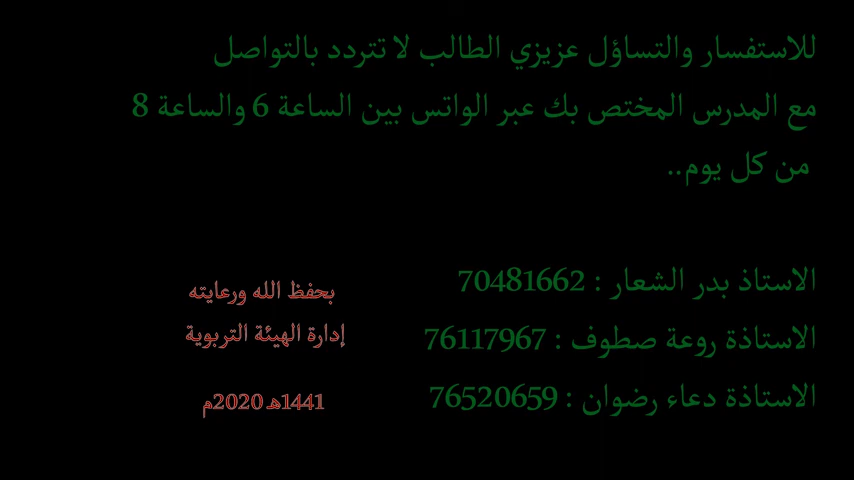 للاستفسار والتساؤل عزيزي الطالب لا تتردد بالتواصل
مع المدرس المختص بك عبر الواتس بين الساعة 6 والساعة 8
من كل يوم..
الاستاذ بدر الشعار : 70481662
الاستاذة روعة صطوف : 76117967
الاستاذة دعاء رضوان : 76520659
بحفظ الله ورعايته
إدارة الهيئة التربوية
1441هـ 2020م